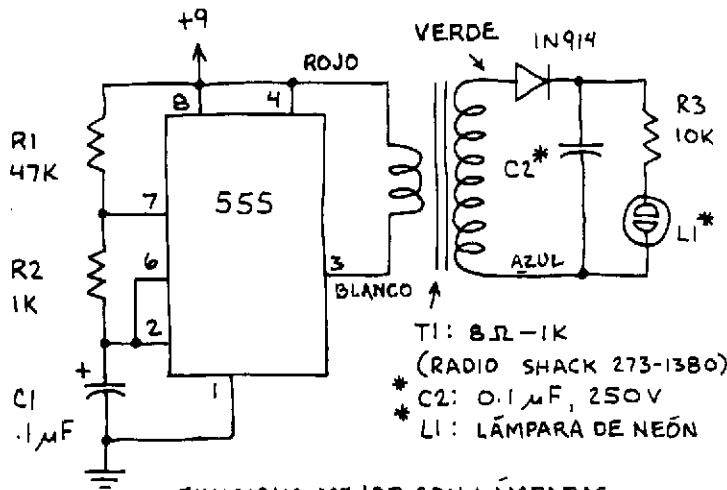 +9
ROJO
VERDE
1N914
8
4
R1
47K
R3
10K
C2*
555
7
L1*
R2
1K
6
3
AZUL
BLANCO
2
T1: 8Ω-1K
(RADIO SHACK 273-1380)
* C2: 0.1 μF, 250V
* L1: LÁMPARA DE NEÓN
+
C1
.1μF
1